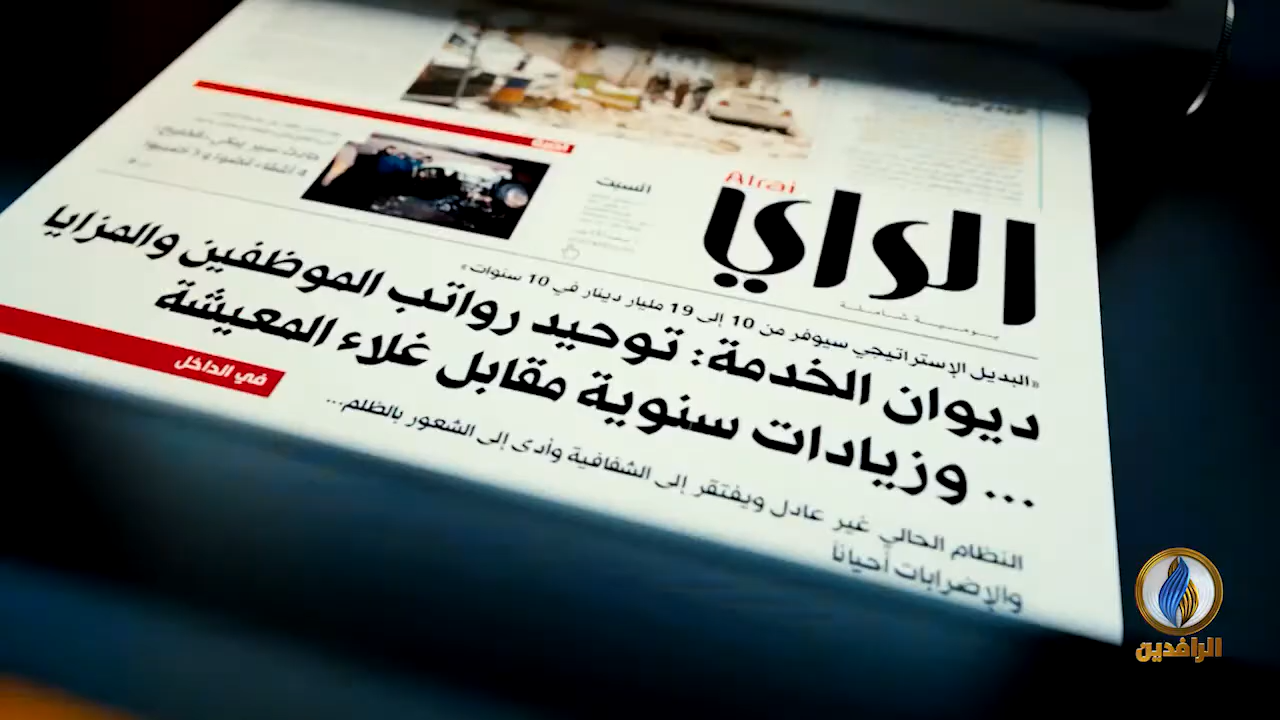 Alrai
الراي
يومية شاملة
السبت
«البديل الإستراتيجي سيوفر من 10 إلى 19 مليار دينار في 10 سنوات»
ديوان الخدمة: توحيد رواتب الموظفين والمزايا
... وزيادات سنوية مقابل غلاء المعيشة
في الداخل
النظام الحالي غير عادل ويفتقر إلى الشفافية وأدى إلى الشعور بالظلم...
والإضرابات أحياناً
الرافدين